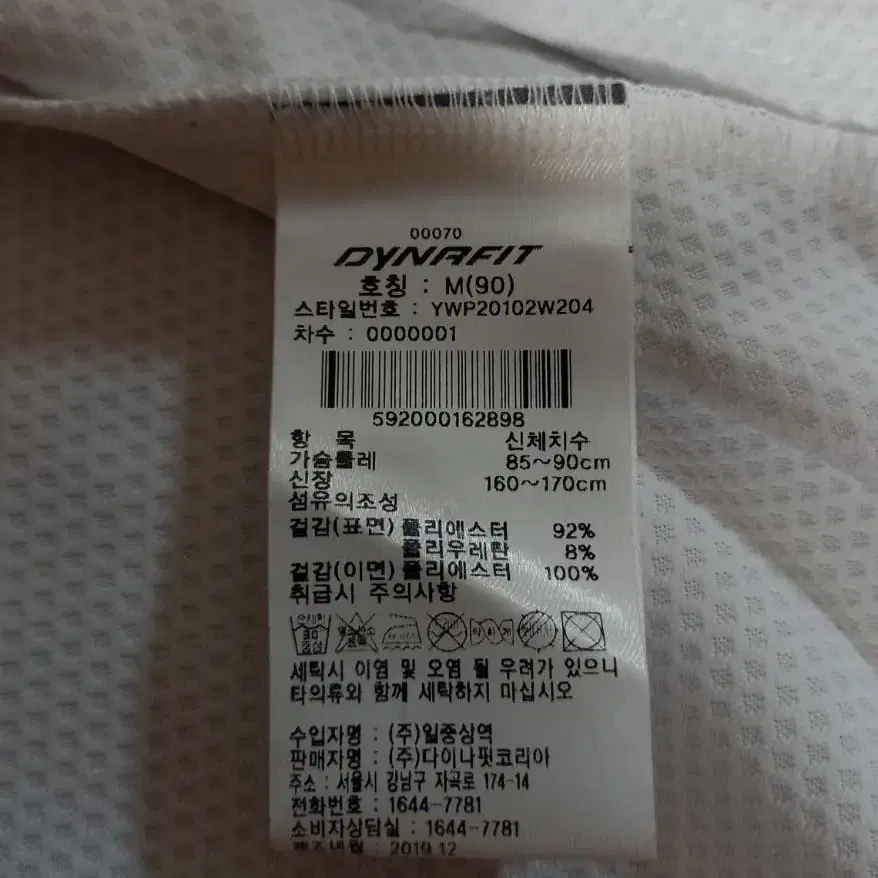 00070
DYNAFIT
호칭 : M(90)
스타일번호 : YWP20102W204
차수 : 0000001
592000162898
항 목 신체치수
가슴둘레 85~90cm
신장 160~170cm
섬유의조성
겉감(표면) 폴리에스터 92%
폴리우레탄 8%
겉감(이면) 폴리에스터 100%
취급시 주의사항
세탁시 이염 및 오염 될 우려가 있으니
타의류와 함께 세탁하지 마십시오
수입자명 : (주)일중상역
판매자명 : (주)다이나핏코리아
주소 : 서울시 강남구 자곡로 174-14
전화번호 : 1644-7781
소비자상담실 : 1644-7781
제조년월 : 2019.12